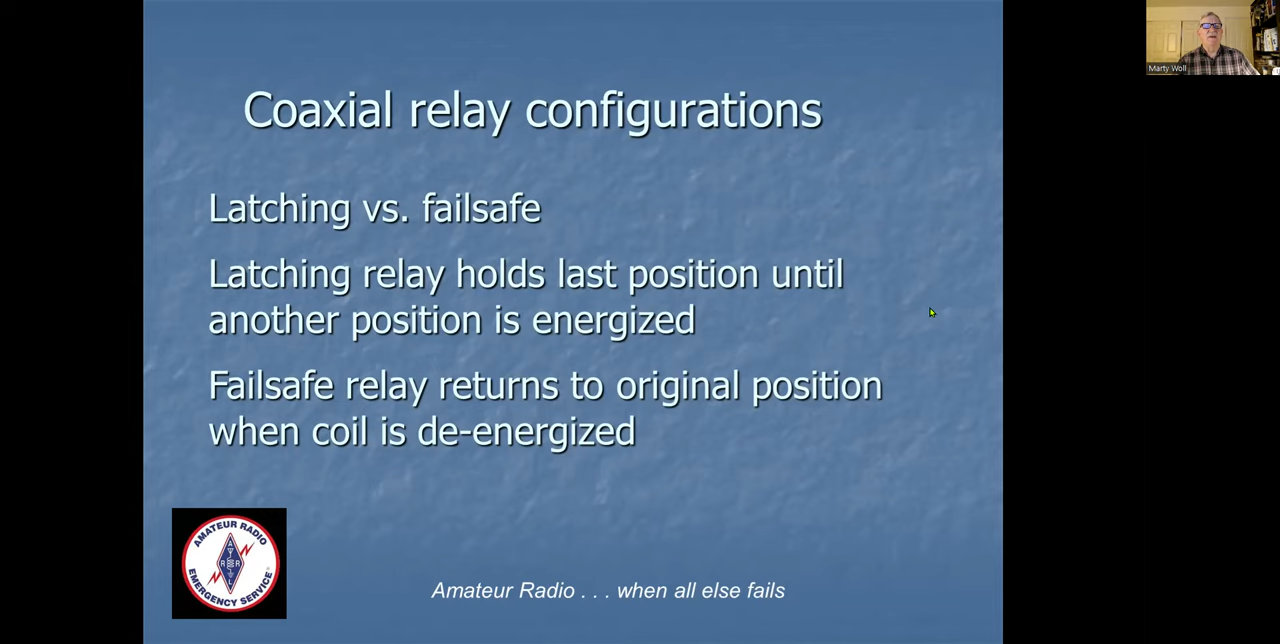 Coaxial relay configurations
Marty Woll
Latching vs. failsafe
Latching relay holds last position until
another position is energized
Failsafe relay returns to original position
when coil is de-energized
AMATEUR RADIO
A
R R
L
EMERGENCY SERVICE
Amateur Radio . . . when all else fails